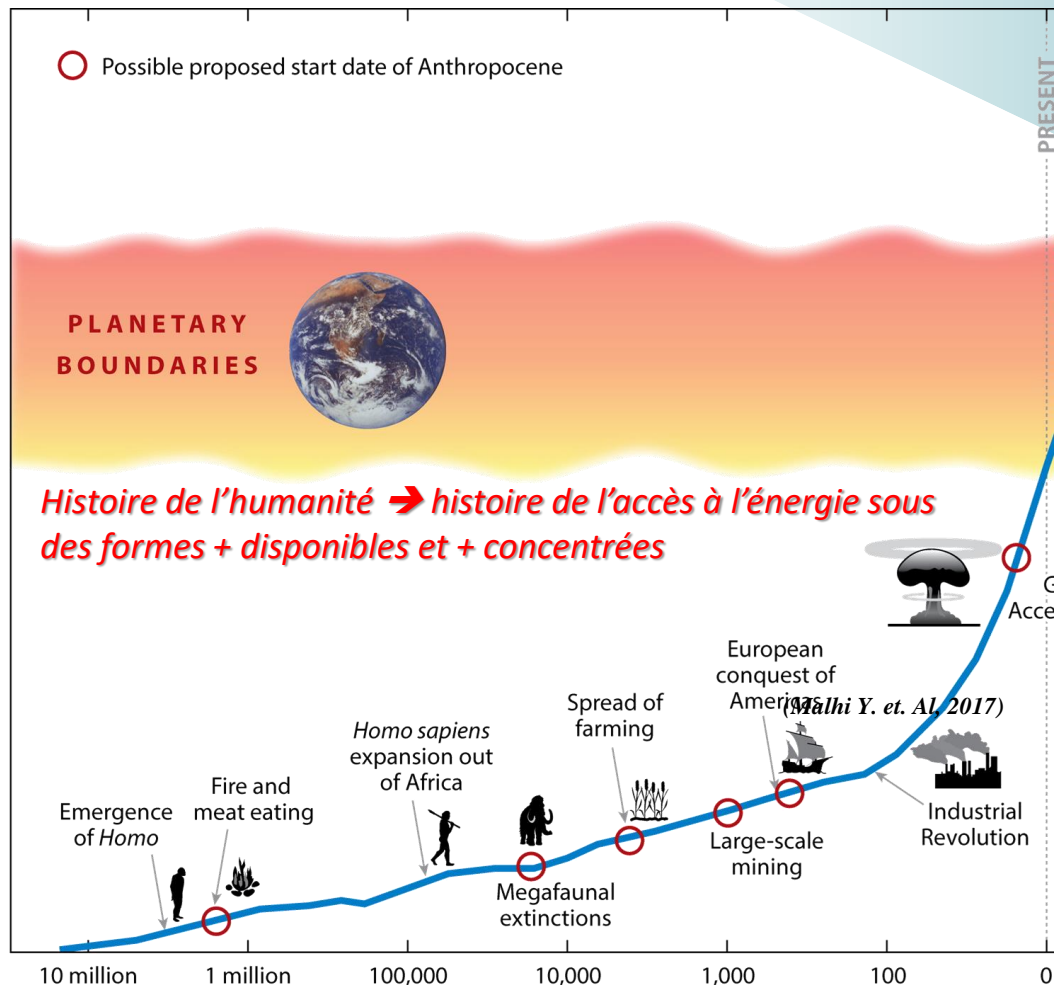 Possible proposed start date of Anthropocene
PRESENT
PLANETARY
BOUNDARIES
Histoire de l’humanité ➔ histoire de l’accès à l’énergie sous
des formes + disponibles et + concentrées
G
Acce
European
conquest of
Americas
(Malhi Y. et. Al, 2017)
Spread of
farming
Homo sapiens
expansion out
of Africa
Fire and
meat eating
Emergence
of Homo
Industrial
Revolution
Large-scale
mining
Megafaunal
extinctions
10 million 1 million 100,000 10,000 1,000 100 0